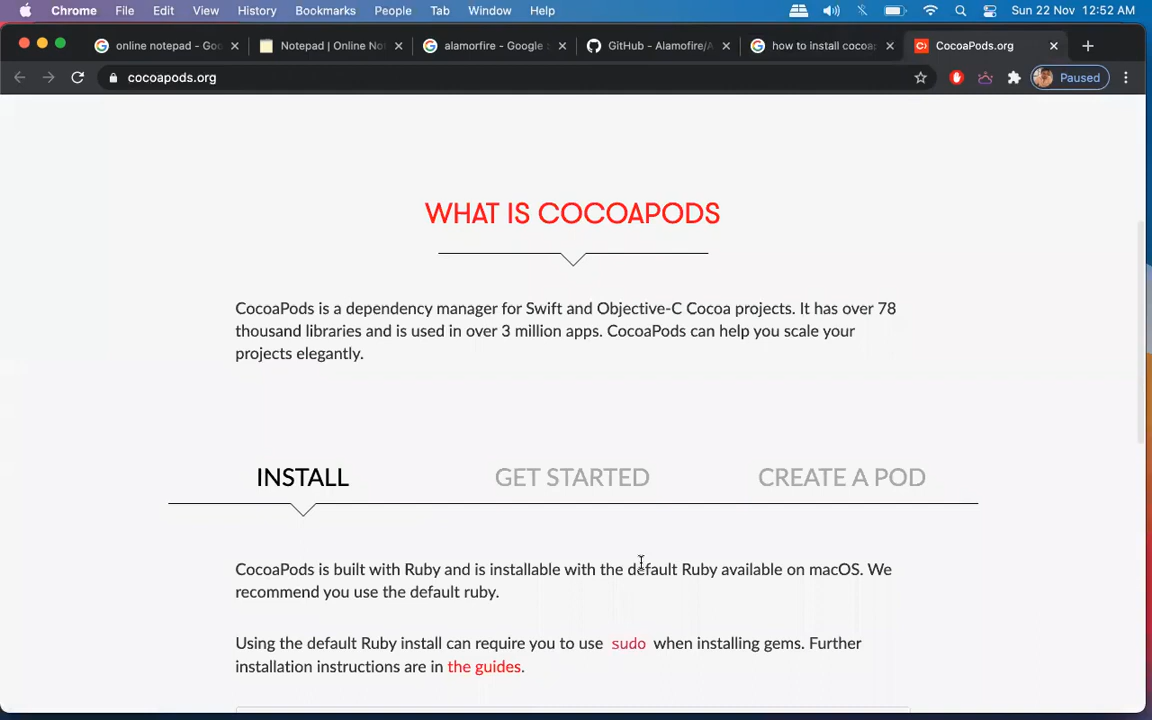 Chrome File Edit View History Bookmarks People Tab Window Help Sun 22 Nov 12:52 AM
online notepad - Goo Notepad | Online No alamorfire - Google GitHub - Alamofire/A how to install cocoa CocoaPods.org
cocoapods.org Paused
WHAT IS COCOAPODS
CocoaPods is a dependency manager for Swift and Objective-C Cocoa projects. It has over 78
thousand libraries and is used in over 3 million apps. CocoaPods can help you scale your
projects elegantly.
INSTALL GET STARTED CREATE A POD
CocoaPods is built with Ruby and is installable with the default Ruby available on macOS. We
recommend you use the default ruby.
Using the default Ruby install can require you to use sudo when installing gems. Further
installation instructions are in the guides.